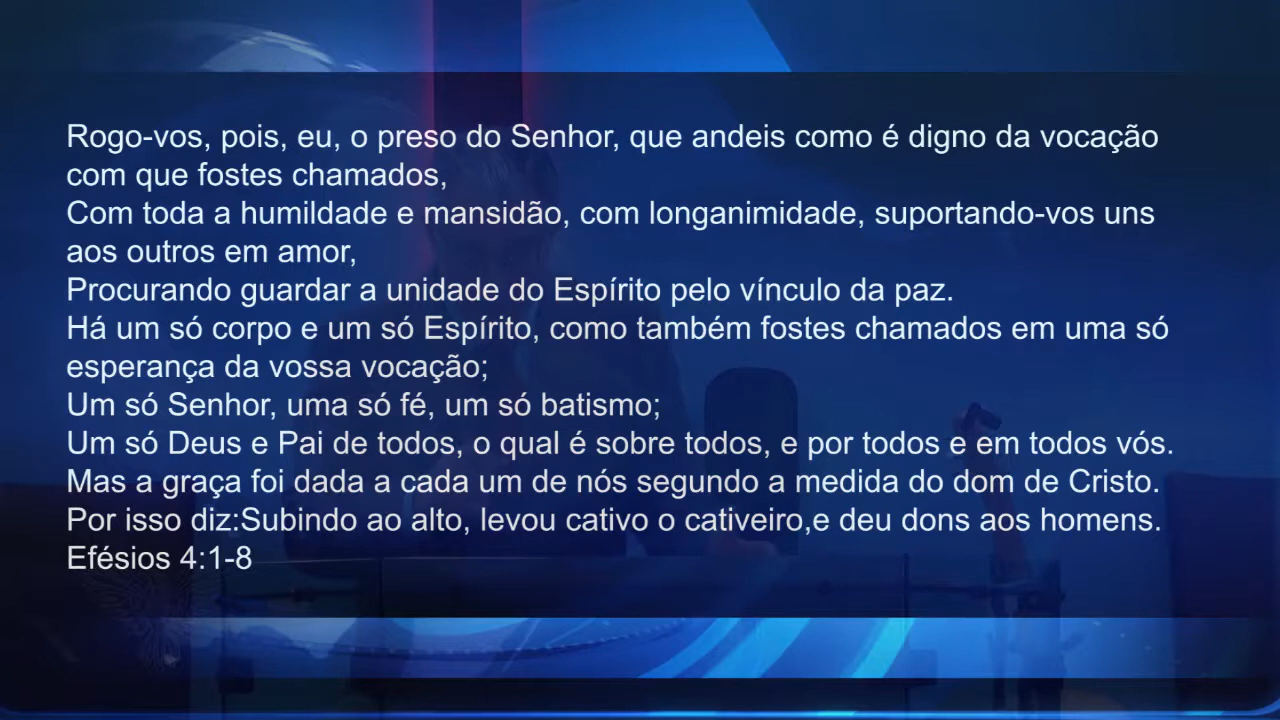 Rogo-vos, pois, eu, o preso do Senhor, que andeis como é digno da vocação
com que fostes chamados,
Com toda a humildade e mansidão, com longanimidade, suportando-vos uns
aos outros em amor,
Procurando guardar a unidade do Espírito pelo vínculo da paz.
Há um só corpo e um só Espírito, como também fostes chamados em uma só
esperança da vossa vocação;
Um só Senhor, uma só fé, um só batismo;
Um só Deus e Pai de todos, o qual é sobre todos, e por todos e em todos vós.
Mas a graça foi dada a cada um de nós segundo a medida do dom de Cristo.
Por isso diz:Subindo ao alto, levou cativo o cativeiro,e deu dons aos homens.
Efésios 4:1-8